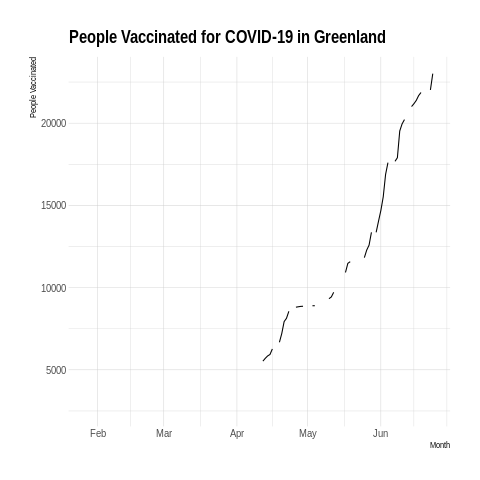 People Vaccinated for COVID-19 in Greenland
People Vaccinated
20000
15000
10000
5000
Feb Mar Apr May Jun
Month